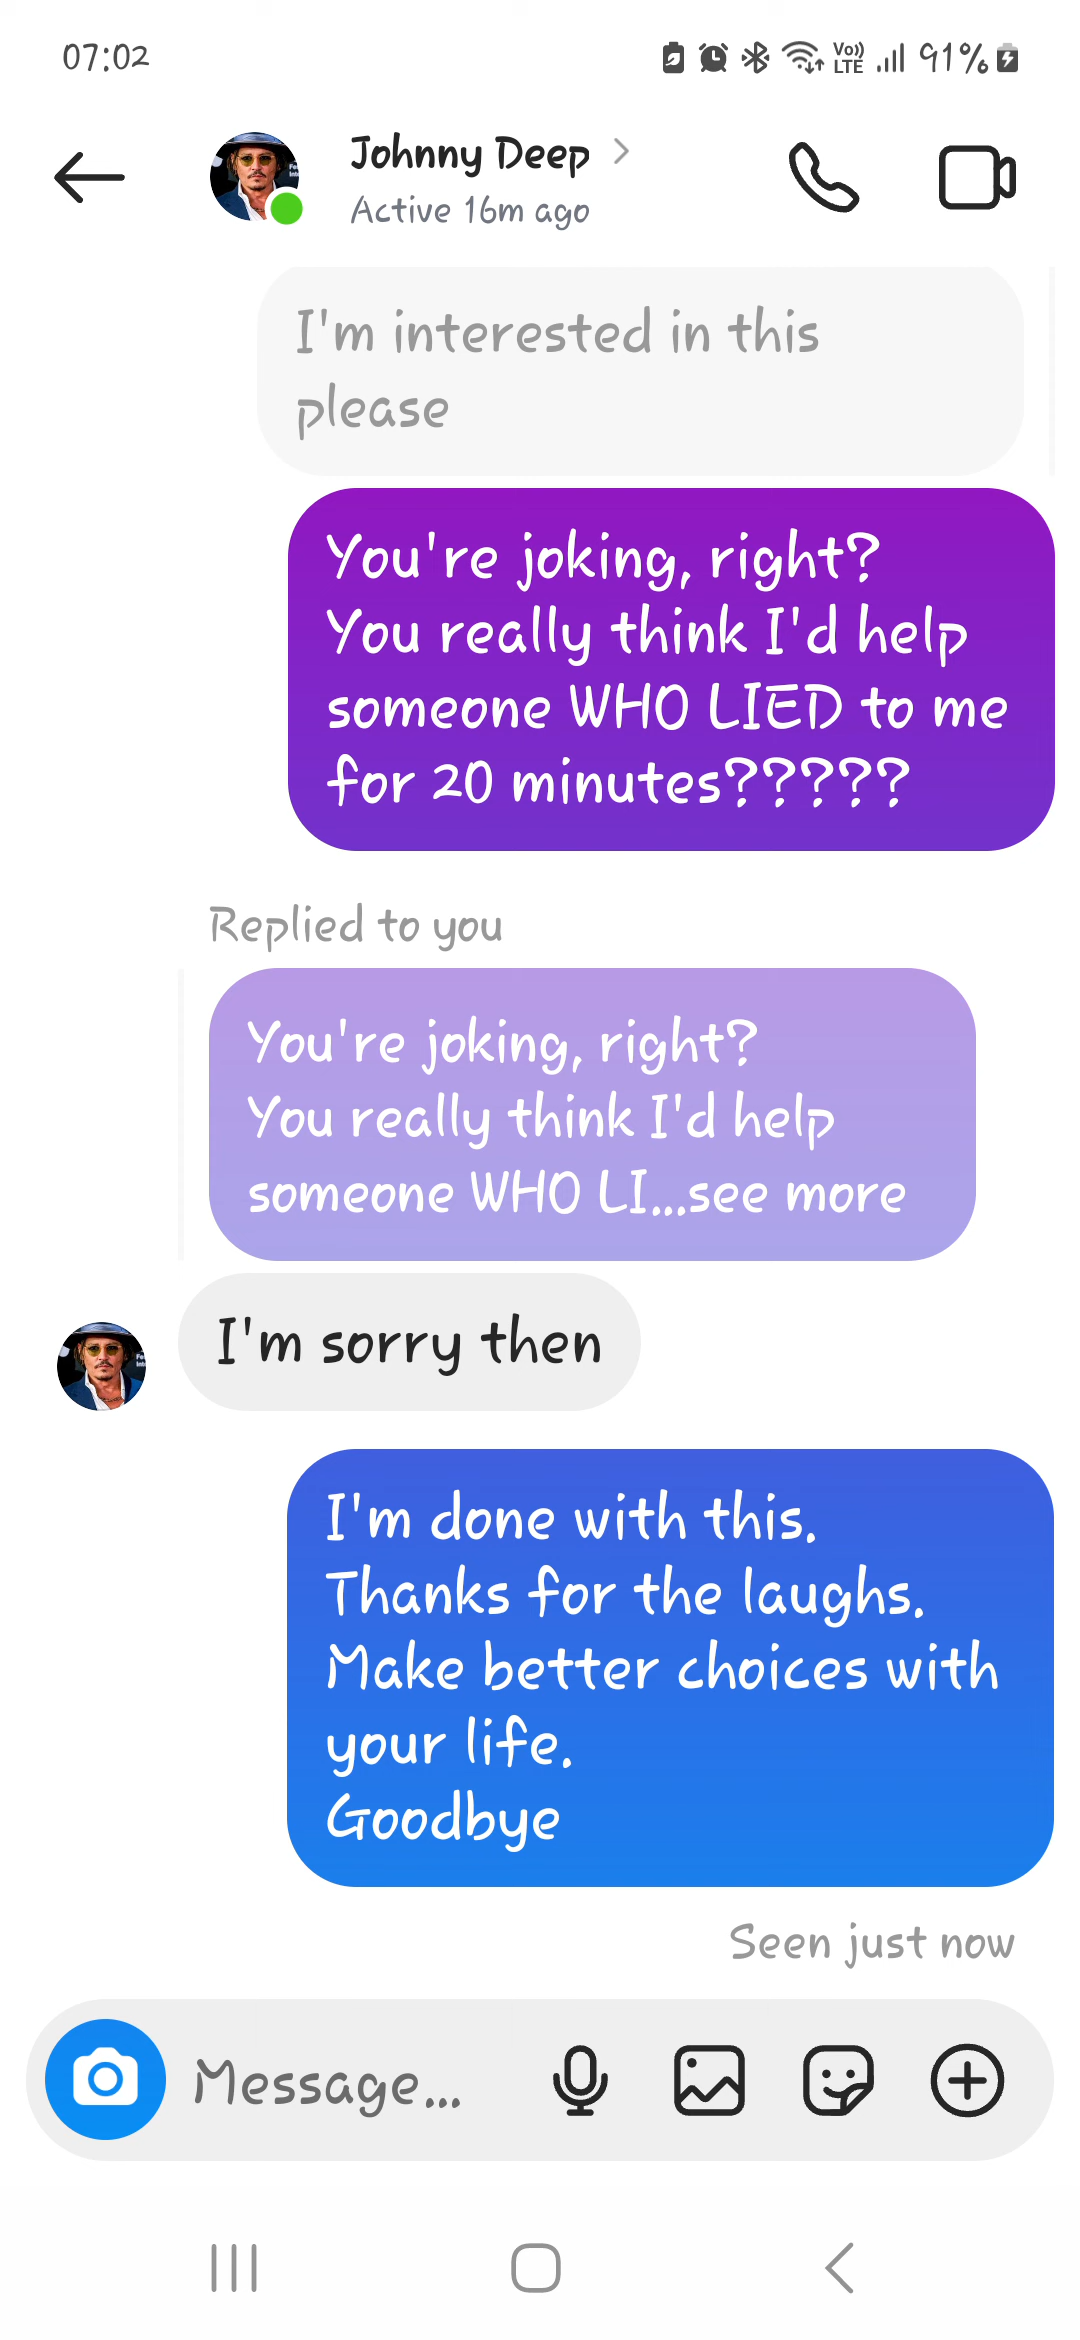 07:02 Vo)) LTE 91%
Johnny Deep
Active 16m ago
I'm interested in this
please
You're joking, right?
You really think I'd help
someone WHO LIED to me
for 20 minutes?????
Replied to you
You're joking, right?
You really think I'd help
someone WHO LI...see more
I'm sorry then
I'm done with this.
Thanks for the laughs.
Make better choices with
your life.
Goodbye
Seen just now
Message...